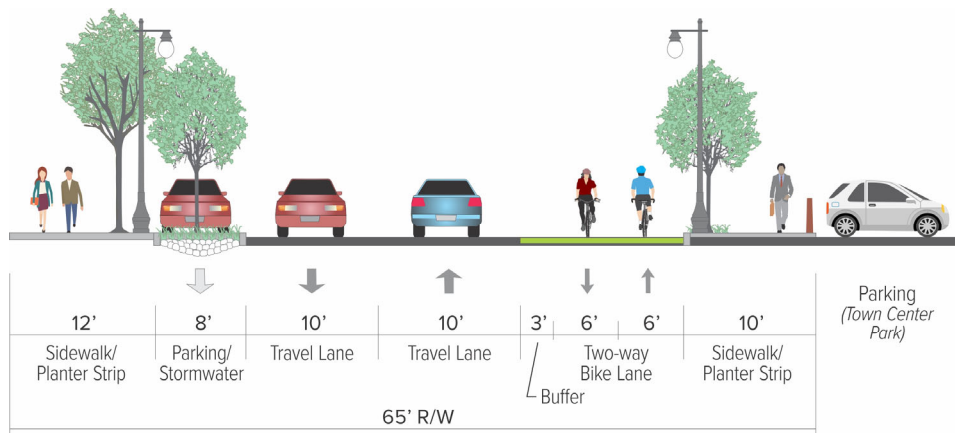 12’
8’
10’
10’
3’
6’
6’
10’
Sidewalk/
Planter Strip
Parking/
Stormwater
Travel Lane
Travel Lane
Buffer
Two-way
Bike Lane
Sidewalk/
Planter Strip
Parking
(Town Center
Park)
65’ R/W